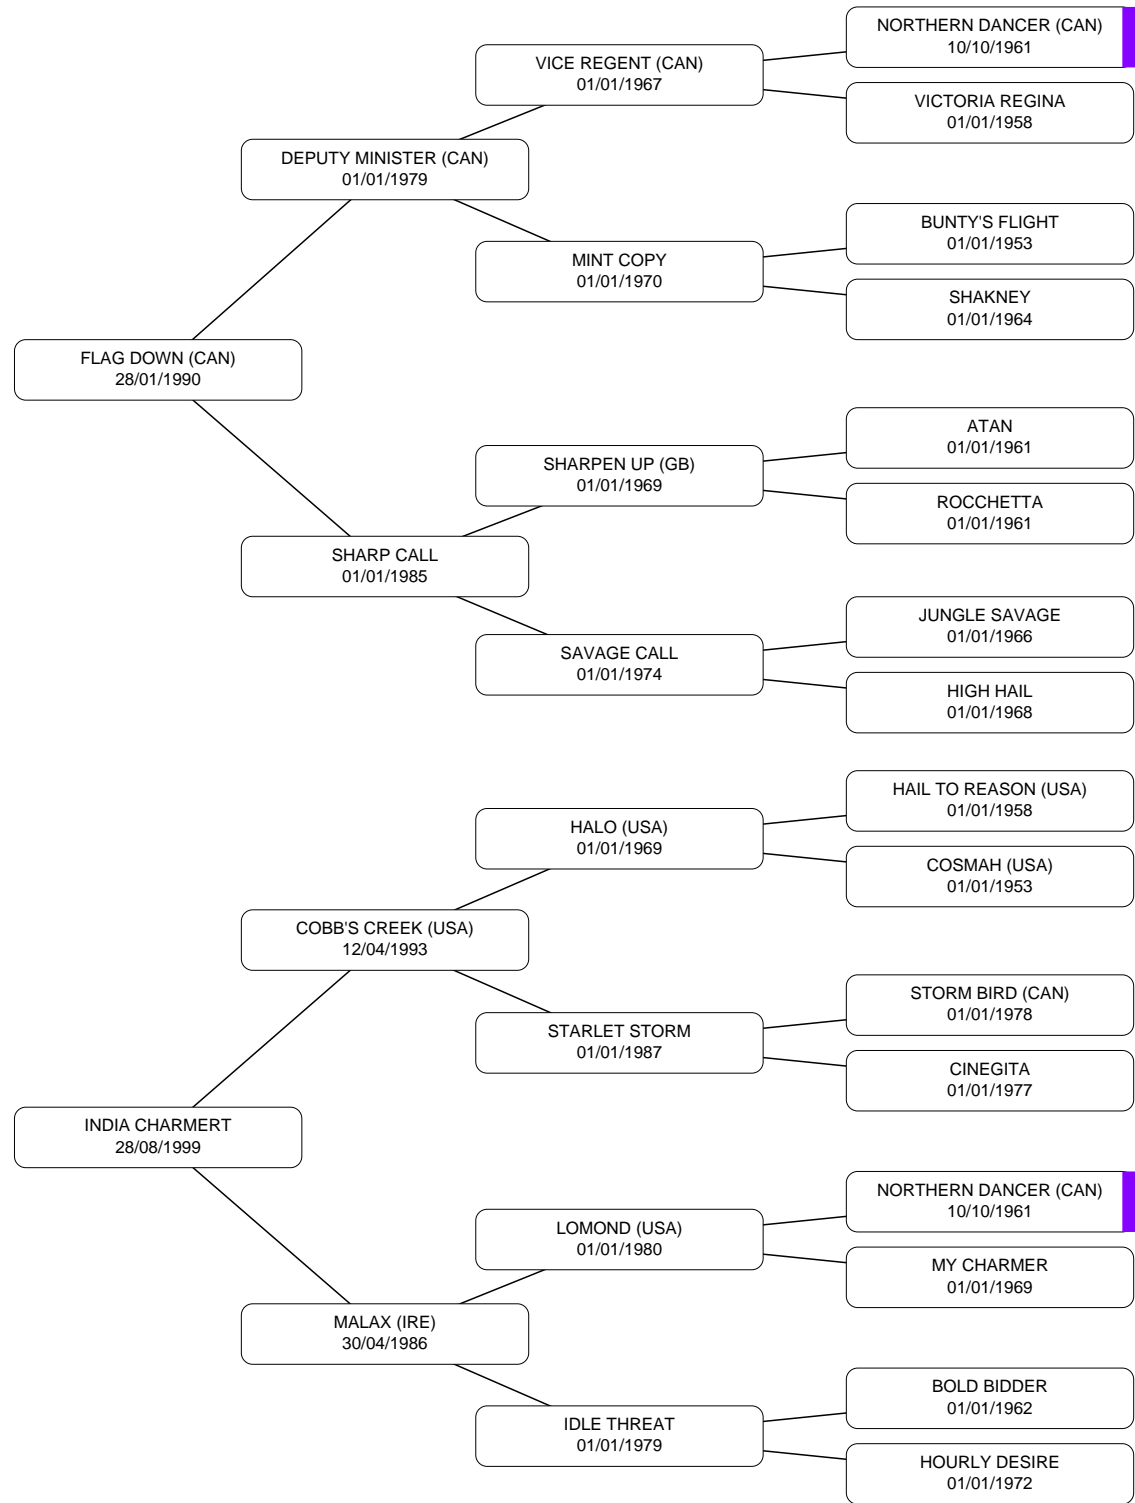 NORTHERN DANCER (CAN)
10/10/1961
VICE REGENT (CAN)
01/01/1967
VICTORIA REGINA
01/01/1958
DEPUTY MINISTER (CAN)
01/01/1979
BUNTY'S FLIGHT
01/01/1953
MINT COPY
01/01/1970
SHAKNEY
01/01/1964
FLAG DOWN (CAN)
28/01/1990
ATAN
01/01/1961
SHARPEN UP (GB)
01/01/1969
ROCCHETTA
01/01/1961
SHARP CALL
01/01/1985
JUNGLE SAVAGE
01/01/1966
SAVAGE CALL
01/01/1974
HIGH HAIL
01/01/1968
HAIL TO REASON (USA)
01/01/1958
HALO (USA)
01/01/1969
COSMAH (USA)
01/01/1953
COBB'S CREEK (USA)
12/04/1993
STORM BIRD (CAN)
01/01/1978
STARLET STORM
01/01/1987
CINEGITA
01/01/1977
INDIA CHARMERT
28/08/1999
NORTHERN DANCER (CAN)
10/10/1961
LOMOND (USA)
01/01/1980
MY CHARMER
01/01/1969
MALAX (IRE)
30/04/1986
BOLD BIDDER
01/01/1962
IDLE THREAT
01/01/1979
HOURLY DESIRE
01/01/1972